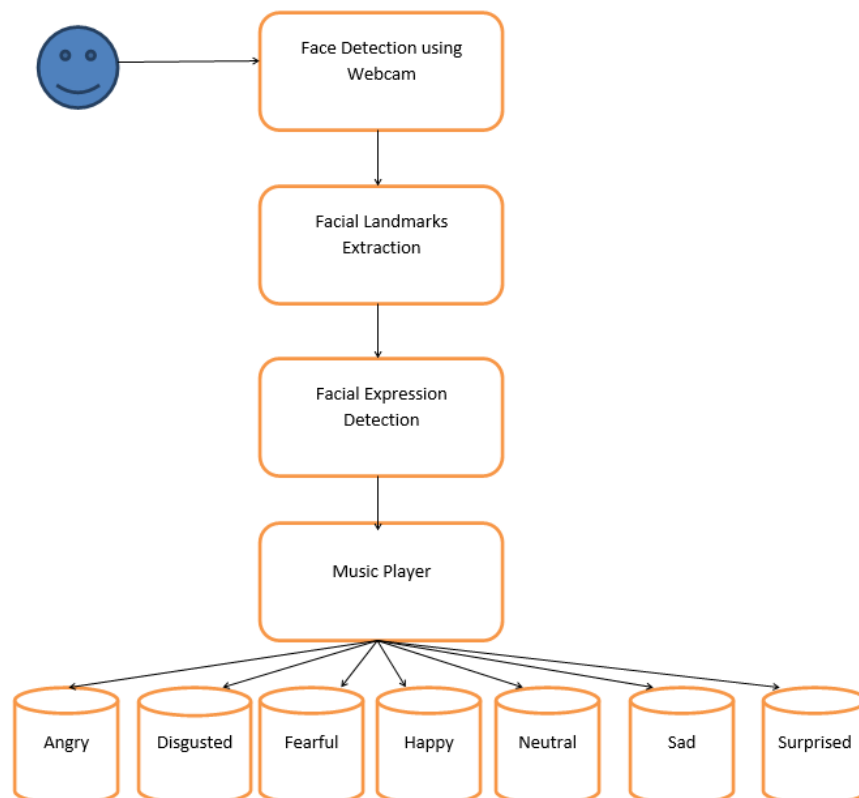 Face Detection using
Webcam
Facial Landmarks
Extraction
Facial Expression
Detection
Music Player
Angry
Disgusted
Fearful
Happy
Neutral
Sad
Surprised